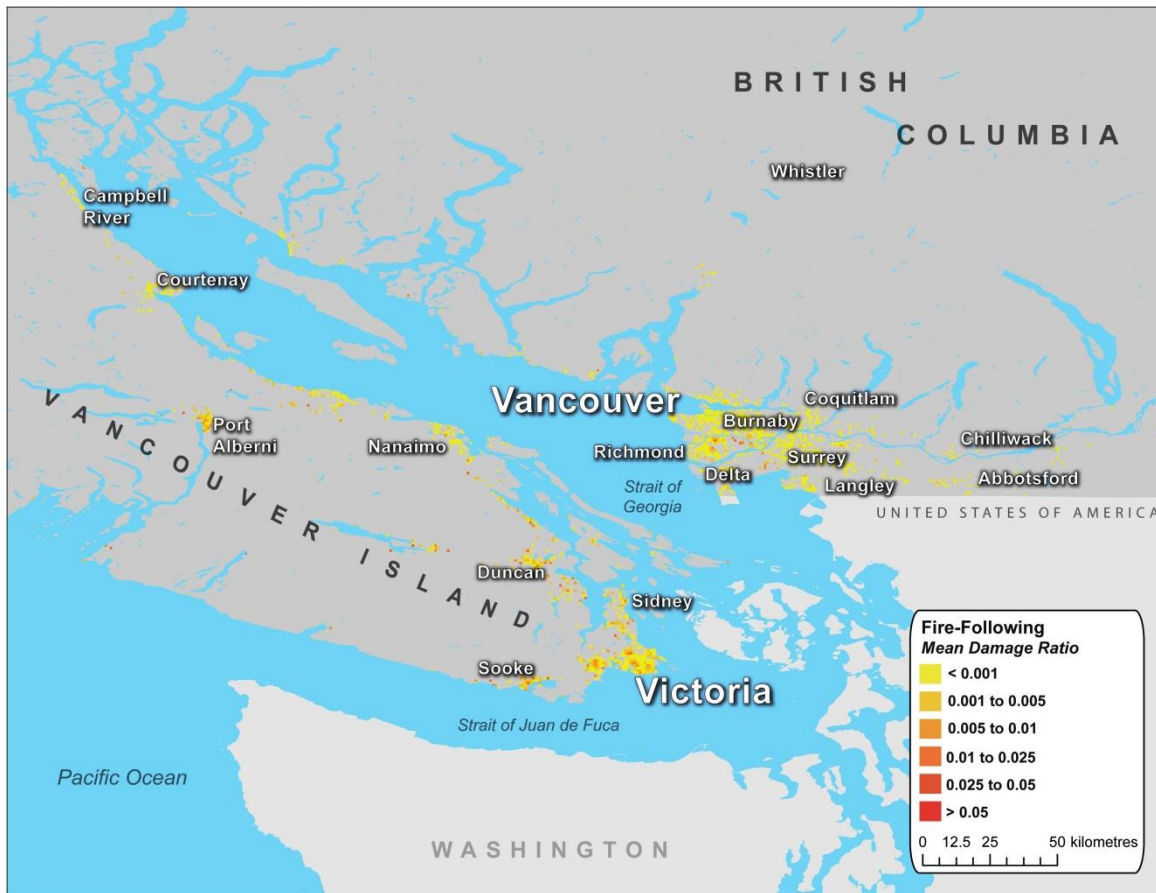 BRITISH
COLUMBIA
Whistler
Campbell
River
Courtenay
Vancouver
Coquitlam
Burnaby
Port
Alberni
Nanaimo
Richmond
Surrey
Chilliwack
Delta
Langley
Abbotsford
Strait of
Georgia
UNITED STATES OF AMERICA
VANCOUVER ISLAND
Duncan
Sidney
Sooke
Victoria
Strait of Juan de Fuca
Pacific Ocean
WASHINGTON
Fire-Following
Mean Damage Ratio
< 0.001
0.001 to 0.005
0.005 to 0.01
0.01 to 0.025
0.025 to 0.05
> 0.05
0 12.5 25 50 kilometres